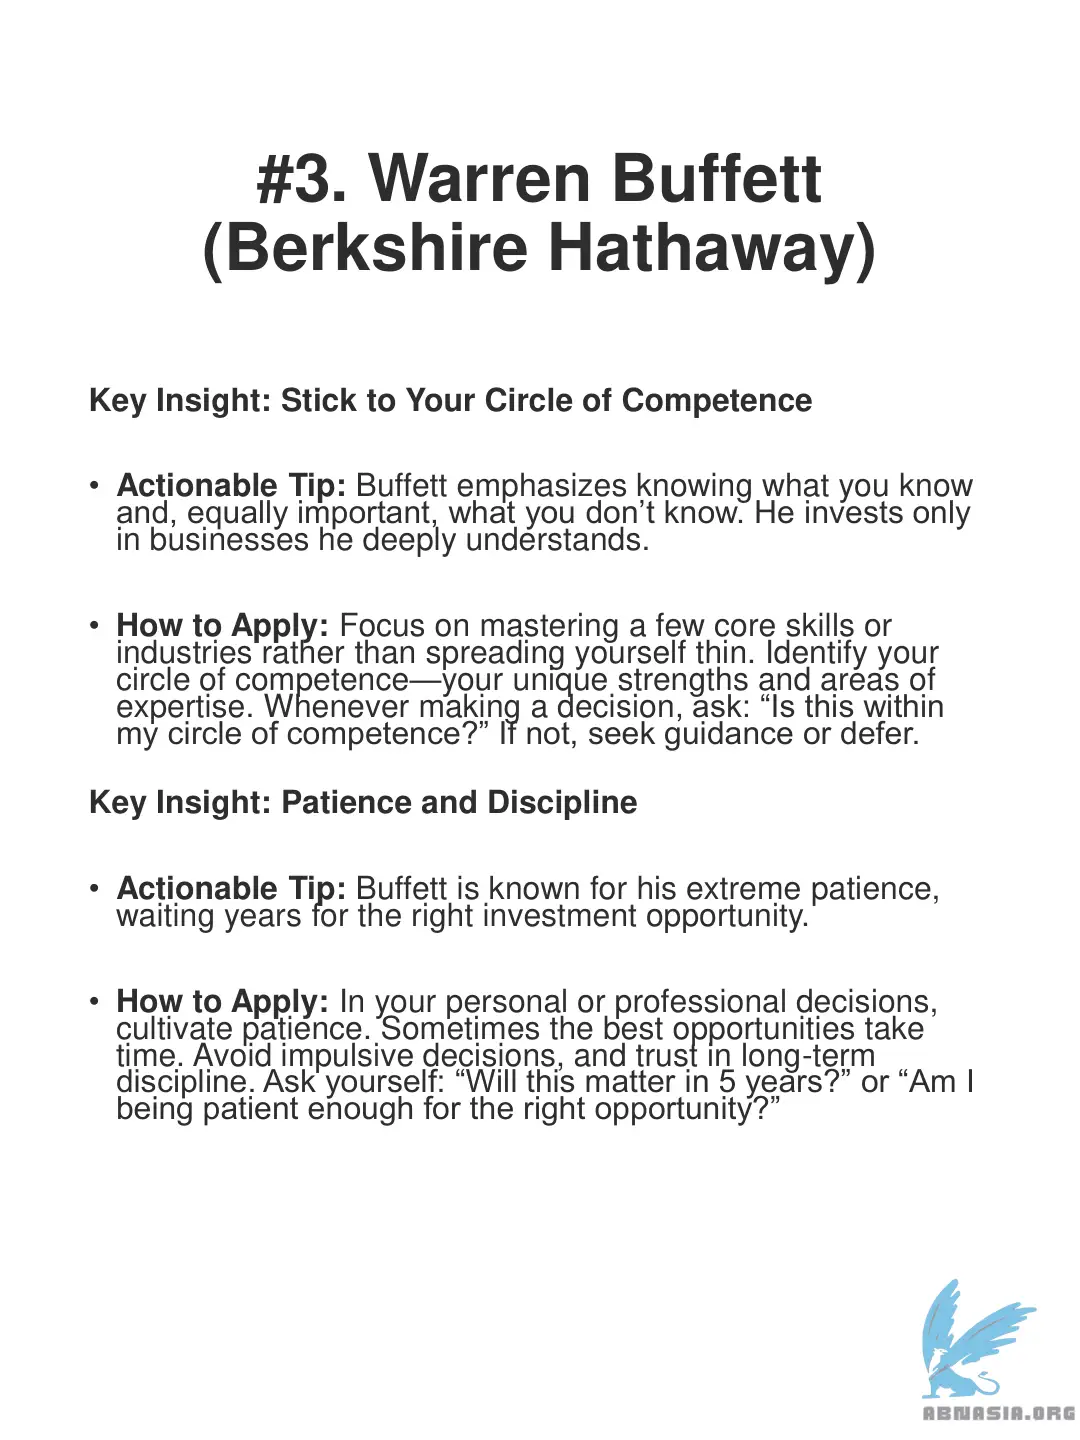 #3. Warren Buffett
(Berkshire Hathaway)
Key Insight: Stick to Your Circle of Competence
• Actionable Tip: Buffett emphasizes knowing what you know
and, equally important, what you don’t know. He invests only
in businesses he deeply understands.
• How to Apply: Focus on mastering a few core skills or
industries rather than spreading yourself thin. Identify your
circle of competence—your unique strengths and areas of
expertise. Whenever making a decision, ask: “Is this within
my circle of competence?” If not, seek guidance or defer.
Key Insight: Patience and Discipline
• Actionable Tip: Buffett is known for his extreme patience,
waiting years for the right investment opportunity.
• How to Apply: In your personal or professional decisions,
cultivate patience. Sometimes the best opportunities take
time. Avoid impulsive decisions, and trust in long-term
discipline. Ask yourself: “Will this matter in 5 years?” or “Am I
being patient enough for the right opportunity?”
ABNASIA.ORG